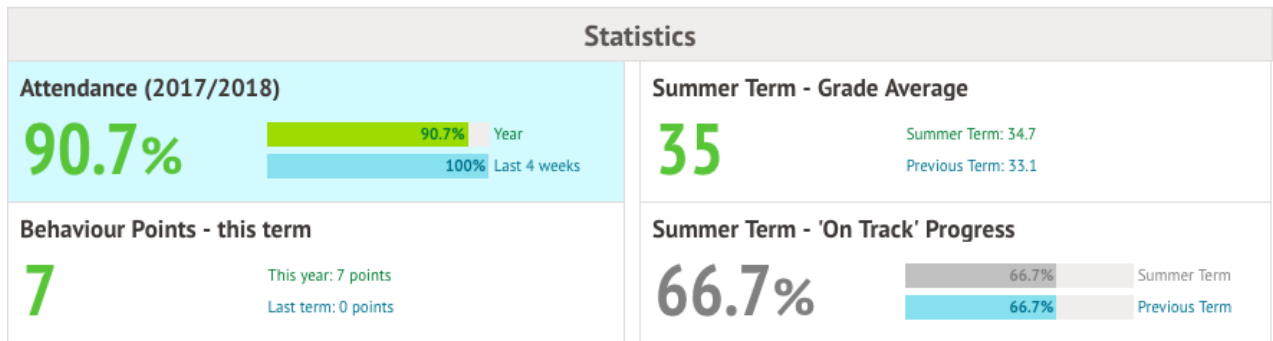 Statistics
Attendance (2017/2018)
90.7%
90.7% Year
100% Last 4 weeks
Summer Term - Grade Average
35
Summer Term: 34.7
Previous Term: 33.1
Behaviour Points - this term
7
This year: 7 points
Last term: 0 points
Summer Term - 'On Track' Progress
66.7%
66.7% Summer Term
66.7% Previous Term